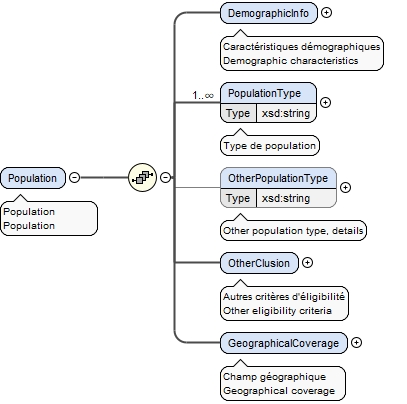 DemographicInfo
Caractéristiques démographiques
Demographic characteristics
1..∞
PopulationType
Type xsd:string
Type de population
Population
Population
Population
OtherPopulationType
Type xsd:string
Other population type, details
OtherClusion
Autres critères d'éligibilité
Other eligibility criteria
GeographicalCoverage
Champ géographique
Geographical coverage